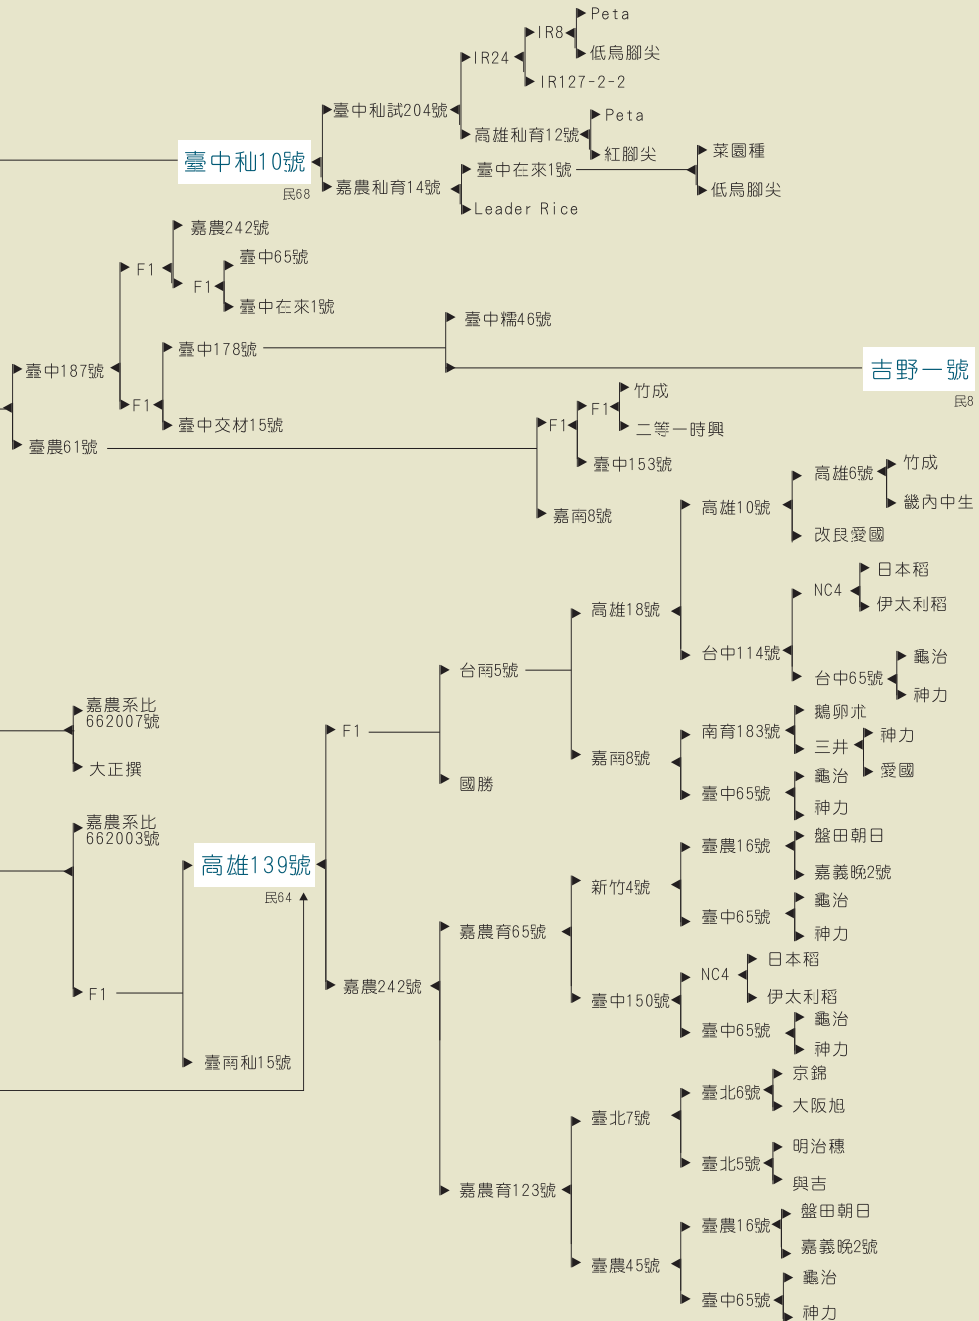 Peta
IR8
低烏腳尖
IR24
IR127-2-2
臺中秈試204號
Peta
高雄秈育12號
紅腳尖
菜園種
臺中秈10號
民68
臺中在來1號
嘉農秈育14號
低烏腳尖
Leader Rice
嘉農242號
臺中65號
F1
F1
臺中在來1號
臺中糯46號
臺中178號
臺中187號
吉野一號
民8
F1
竹成
F1
臺中交材15號
F1
二等一時興
臺農61號
臺中153號
竹成
高雄6號
畿內中生
嘉南8號
高雄10號
改良愛國
日本稻
NC4
伊太利稻
高雄18號
台中114號
龜治
台南5號
台中65號
神力
嘉農系比
662007號
鵝卵朮
南育183號
F1
三井
神力
嘉南8號
大正撰
愛國
國勝
龜治
臺中65號
神力
嘉農系比
662003號
盤田朝日
臺農16號
高雄139號
民64
嘉義晚2號
新竹4號
龜治
臺中65號
嘉農育65號
神力
日本稻
NC4
嘉農242號
F1
伊太利稻
臺中150號
龜治
臺中65號
神力
臺南秈15號
京錦
臺北6號
大阪旭
臺北7號
明治穗
臺北5號
與吉
嘉農育123號
盤田朝日
臺農16號
嘉義晚2號
臺農45號
龜治
臺中65號
神力